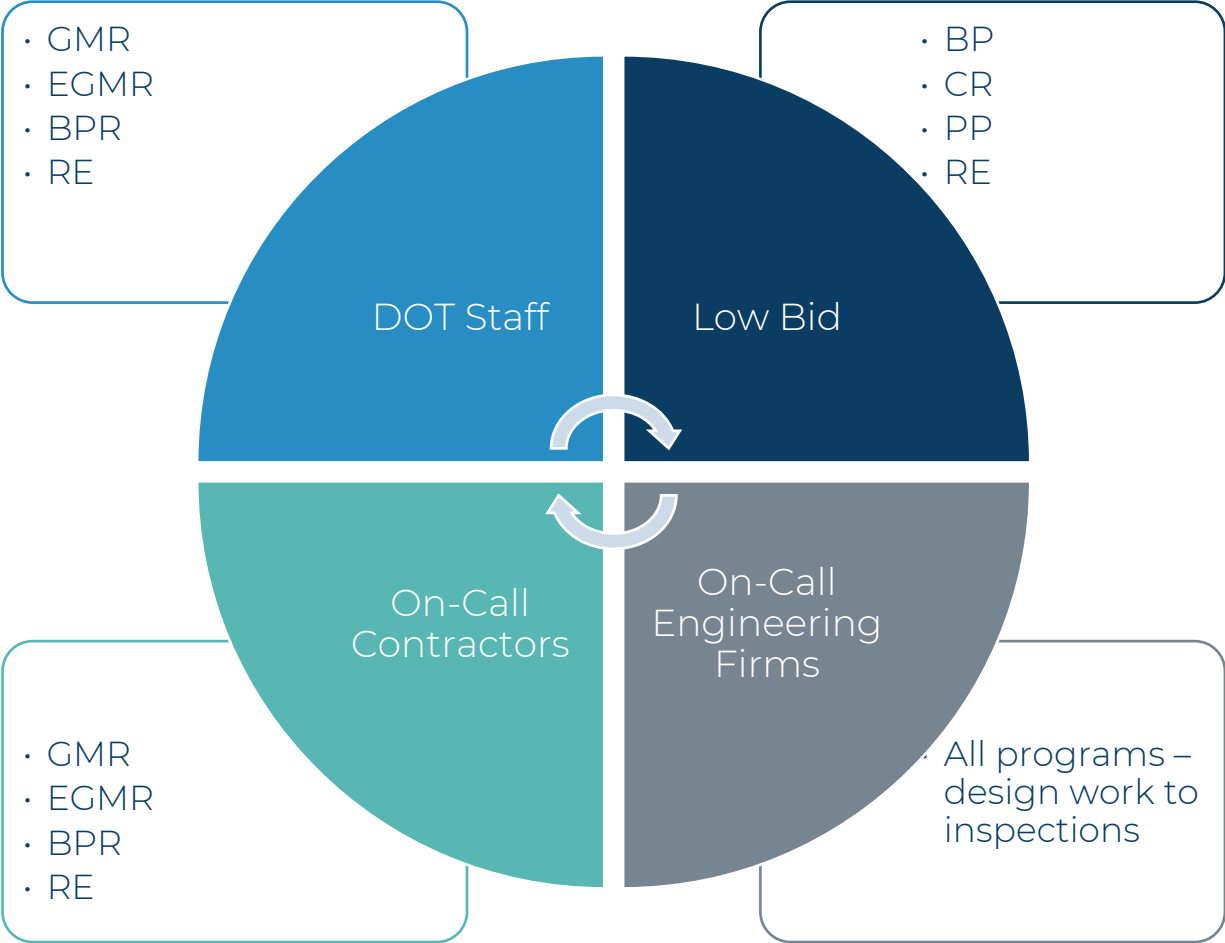 · GMR
· EGMR
· BPR
· RE
· BP
· CR
· PP
· RE
DOT Staff
Low Bid
On-Call
Contractors
On-Call
Engineering
Firms
· GMR
· EGMR
· BPR
· RE
· All programs –
design work to
inspections